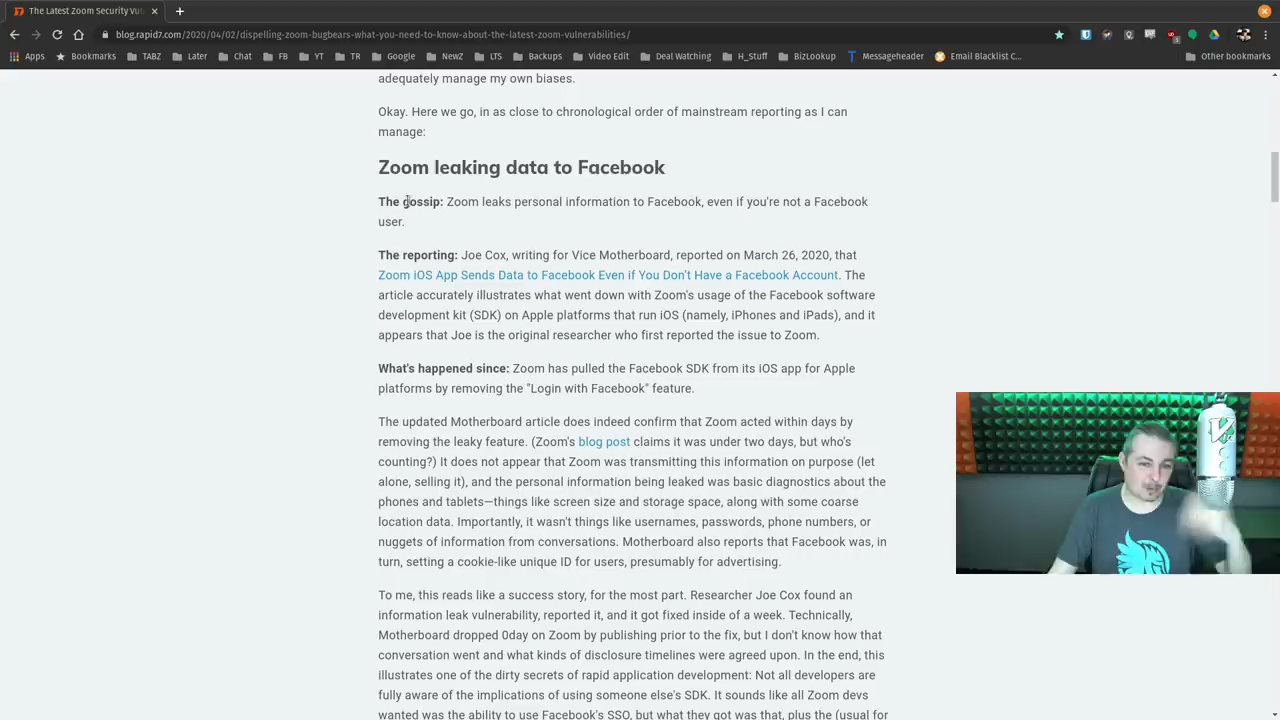 The Latest Zoom Security Vul
blog.rapid7.com/2020/04/02/dispelling-zoom-bugbears-what-you-need-to-know-about-the-latest-zoom-vulnerabilities/
Apps Bookmarks TABZ Later Chat FB YT TR Google NewZ LTS Backups Video Edit Deal Watching H_Stuff BizLookup Messageheader Email Blacklist C... Other bookmarks
adequately manage my own biases.
Okay. Here we go, in as close to chronological order of mainstream reporting as I can
manage:
Zoom leaking data to Facebook
The gossip: Zoom leaks personal information to Facebook, even if you're not a Facebook
user.
The reporting: Joe Cox, writing for Vice Motherboard, reported on March 26, 2020, that
Zoom iOS App Sends Data to Facebook Even if You Don't Have a Facebook Account. The
article accurately illustrates what went down with Zoom's usage of the Facebook software
development kit (SDK) on Apple platforms that run iOS (namely, iPhones and iPads), and it
appears that Joe is the original researcher who first reported the issue to Zoom.
What's happened since: Zoom has pulled the Facebook SDK from its iOS app for Apple
platforms by removing the "Login with Facebook" feature.
The updated Motherboard article does indeed confirm that Zoom acted within days by
removing the leaky feature. (Zoom's blog post claims it was under two days, but who's
counting?) It does not appear that Zoom was transmitting this information on purpose (let
alone, selling it), and the personal information being leaked was basic diagnostics about the
phones and tablets—things like screen size and storage space, along with some coarse
location data. Importantly, it wasn't things like usernames, passwords, phone numbers, or
nuggets of information from conversations. Motherboard also reports that Facebook was, in
turn, setting a cookie-like unique ID for users, presumably for advertising.
To me, this reads like a success story, for the most part. Researcher Joe Cox found an
information leak vulnerability, reported it, and it got fixed inside of a week. Technically,
Motherboard dropped 0day on Zoom by publishing prior to the fix, but I don't know how that
conversation went and what kinds of disclosure timelines were agreed upon. In the end, this
illustrates one of the dirty secrets of rapid application development: Not all developers are
fully aware of the implications of using someone else's SDK. It sounds like all Zoom devs
wanted was the ability to use Facebook's SSO, but what they got was that, plus the (usual for